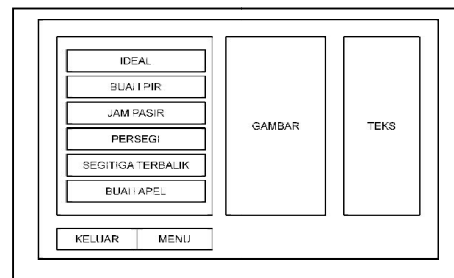 IDEAL
BUAH PIR
JAM PASIR
PERSEGI
SEGITIGA TERBALIK
BUAH APEL
GAMBAR
TEKS
KELUAR
MENU